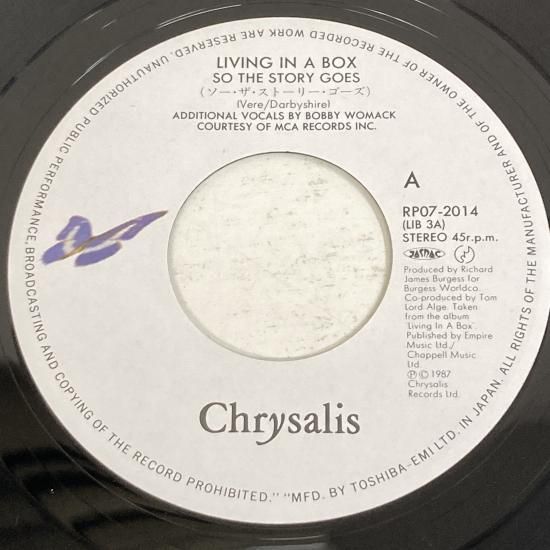 LIVING IN A BOX
SO THE STORY GOES
(ソー・ザ・ストーリー・ゴーズ)
(Vere/Darbyshire)
ADDITIONAL VOCALS BY BOBBY WOMACK
COURTESY OF MCA RECORDS INC.
A
RP07-2014
(LIB 3A)
STEREO 45r.p.m.
JASRAC
Produced by Richard
James Burgess for
Burgess Worldco.
Co-produced by Tom
Lord Alge. Taken
from the album
'Living In A Box'.
Published by Empire
Music Ltd./
Chappell Music
Ltd.
Ⓟ©1987
Chrysalis
Records Ltd.
Chrysalis
ALL RIGHTS OF THE MANUFACTURER AND OF THE OWNER OF THE RECORDED WORK ARE RESERVED. UNAUTHORIZED PUBLIC PERFORMANCE, BROADCASTING AND COPYING OF THE RECORD PROHIBITED." "MFD. BY TOSHIBA-EMI LTD. IN JAPAN.